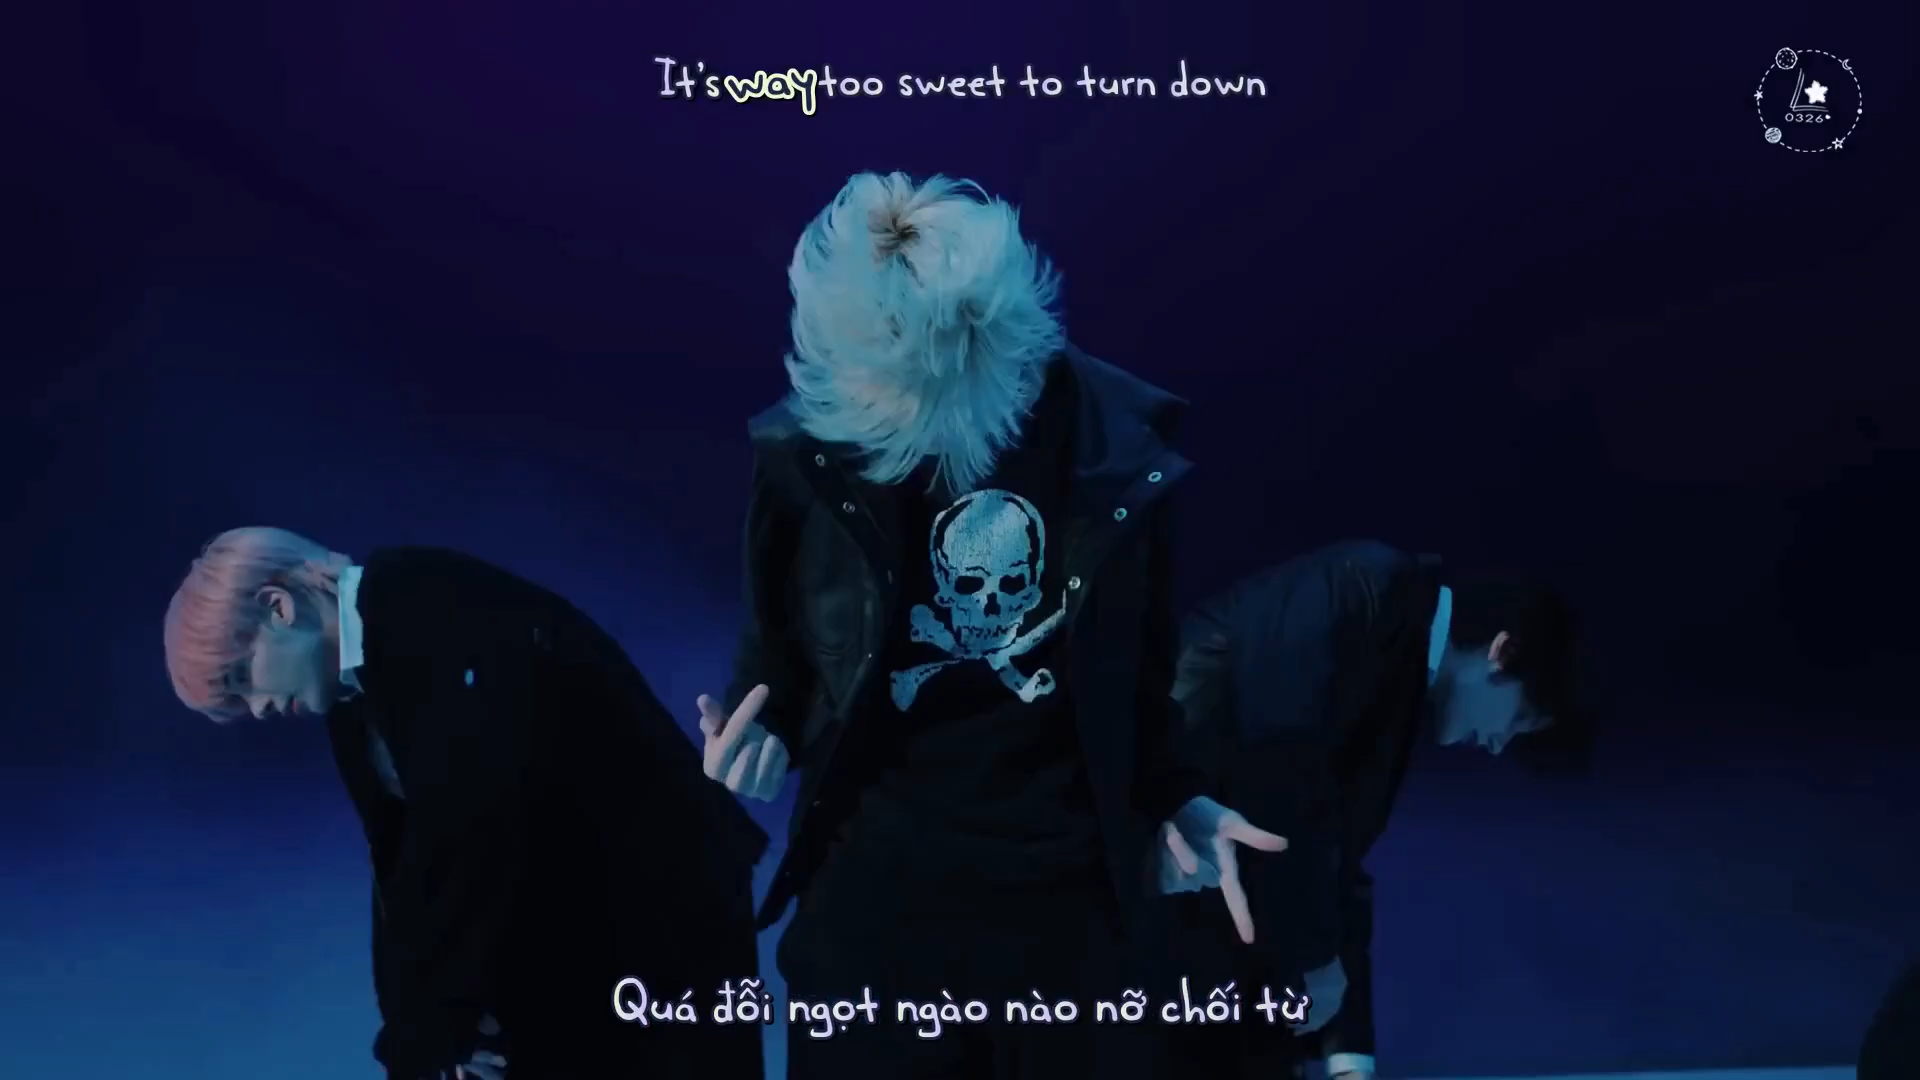 It's way too sweet to turn down
0326
Quá đỗi ngọt ngào nào nỡ chối từ